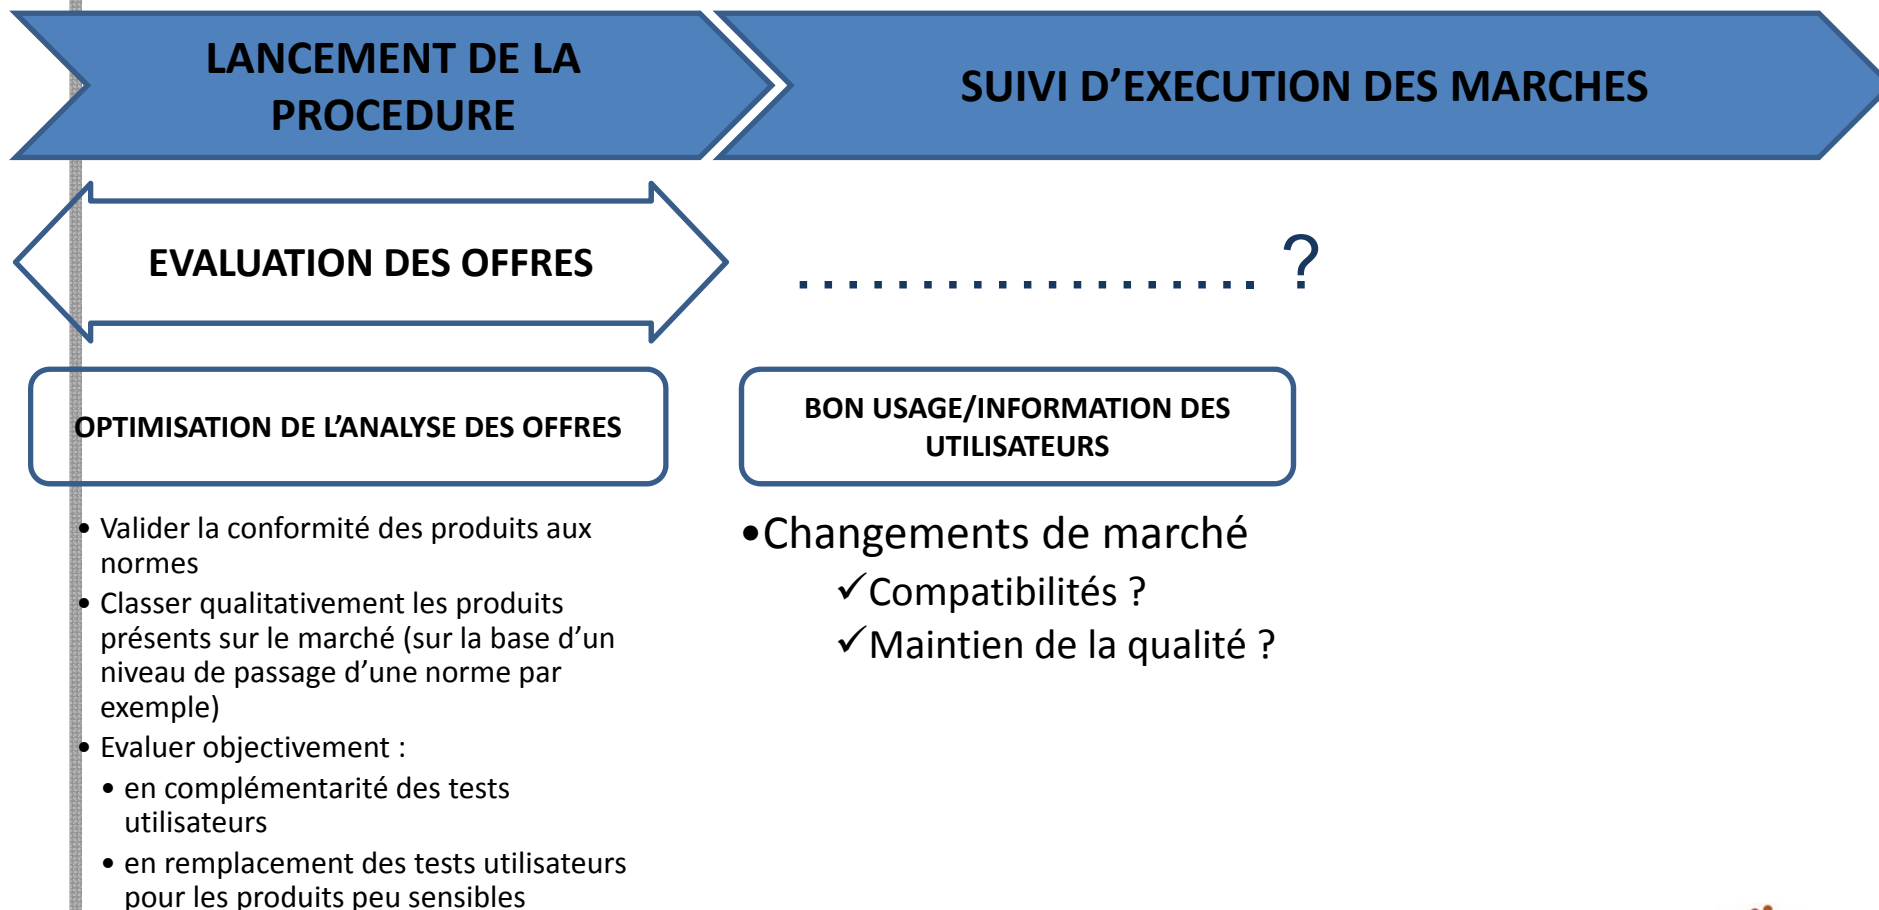 LANCEMENT DE LA
PROCEDURE
SUIVI D’EXECUTION DES MARCHES
EVALUATION DES OFFRES
................... ?
OPTIMISATION DE L’ANALYSE DES OFFRES
• Valider la conformité des produits aux
normes
• Classer qualitativement les produits
présents sur le marché (sur la base d’un
niveau de passage d’une norme par
exemple)
• Evaluer objectivement :
• en complémentarité des tests
utilisateurs
• en remplacement des tests utilisateurs
pour les produits peu sensibles
BON USAGE/INFORMATION DES
UTILISATEURS
•Changements de marché
✓Compatibilités ?
✓Maintien de la qualité ?